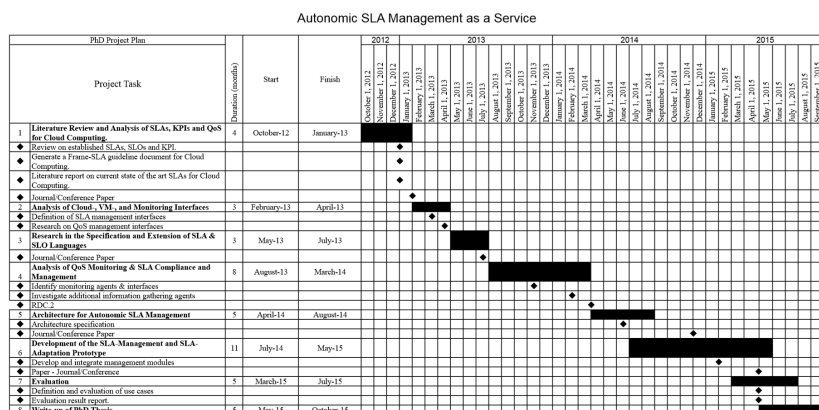 Autonomic SLA Management as a Service
PhD Project Plan
2012
2013
2014
2015
Project Task
Duration (months)
Start
Finish
October 1, 2012
November 1, 2012
December 1, 2012
January 1, 2013
February 1, 2013
March 1, 2013
April 1, 2013
May 1, 2013
June 1, 2013
July 1, 2013
August 1, 2013
September 1, 2013
October 1, 2013
November 1, 2013
December 1, 2013
January 1, 2014
February 1, 2014
March 1, 2014
April 1, 2014
May 1, 2014
June 1, 2014
July 1, 2014
August 1, 2014
September 1, 2014
October 1, 2014
November 1, 2014
December 1, 2014
January 1, 2015
February 1, 2015
March 1, 2015
April 1, 2015
May 1, 2015
June 1, 2015
July 1, 2015
August 1, 2015
1 Literature Review and Analysis of SLAs, KPIs and QoS
for Cloud Computing. 4 October-12 January-13
Review on established SLAs, SLOs and KPI.
Generate a Frame-SLA guideline document for Cloud
Computing.
Literature report on current state of the art SLAs for Cloud
Computing.
Journal/Conference Paper
2 Analysis of Cloud-, VM-, and Monitoring Interfaces 3 February-13 April-13
Definition of SLA management interfaces
Research on QoS management interfaces
3 Research in the Specification and Extension of SLA &
SLO Languages 3 May-13 July-13
Journal/Conference Paper
4 Analysis of QoS Monitoring & SLA Compliance and
Management 8 August-13 March-14
Identify monitoring agents & interfaces
Investigate additional information gathering agents
RDC.2
5 Architecture for Autonomic SLA Management 5 April-14 August-14
Architecture specification
Journal/Conference Paper
6 Development of the SLA-Management and SLA-
Adaptation Prototype 11 July-14 May-15
Develop and integrate management modules
Paper - Journal/Conference
7 Evaluation 5 March-15 July-15
Definition and evaluation of use cases
Evaluation result report.
8 Write-up of PhD Thesis 5 May-15 October-15